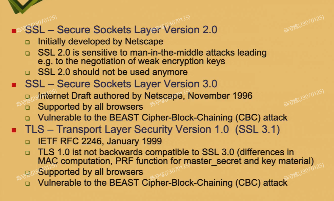 SSL – Secure Sockets Layer Version 2.0
Initially developed by Netscape
SSL 2.0 is sensitive to man-in-the-middle attacks leading
e.g. to the negotiation of weak encryption keys
SSL 2.0 should not be used anymore
SSL – Secure Sockets Layer Version 3.0
Internet Draft authored by Netscape, November 1996
Supported by all browsers
Vulnerable to the BEAST Cipher-Block-Chaining (CBC) attack
TLS – Transport Layer Security Version 1.0 (SSL 3.1)
IETF RFC 2246, January 1999
TLS 1.0 ist not backwards compatible to SSL 3.0 (differences in
MAC computation, PRF function for master_secret and key material)
Supported by all browsers
Vulnerable to the BEAST Cipher-Block-Chaining (CBC) attack